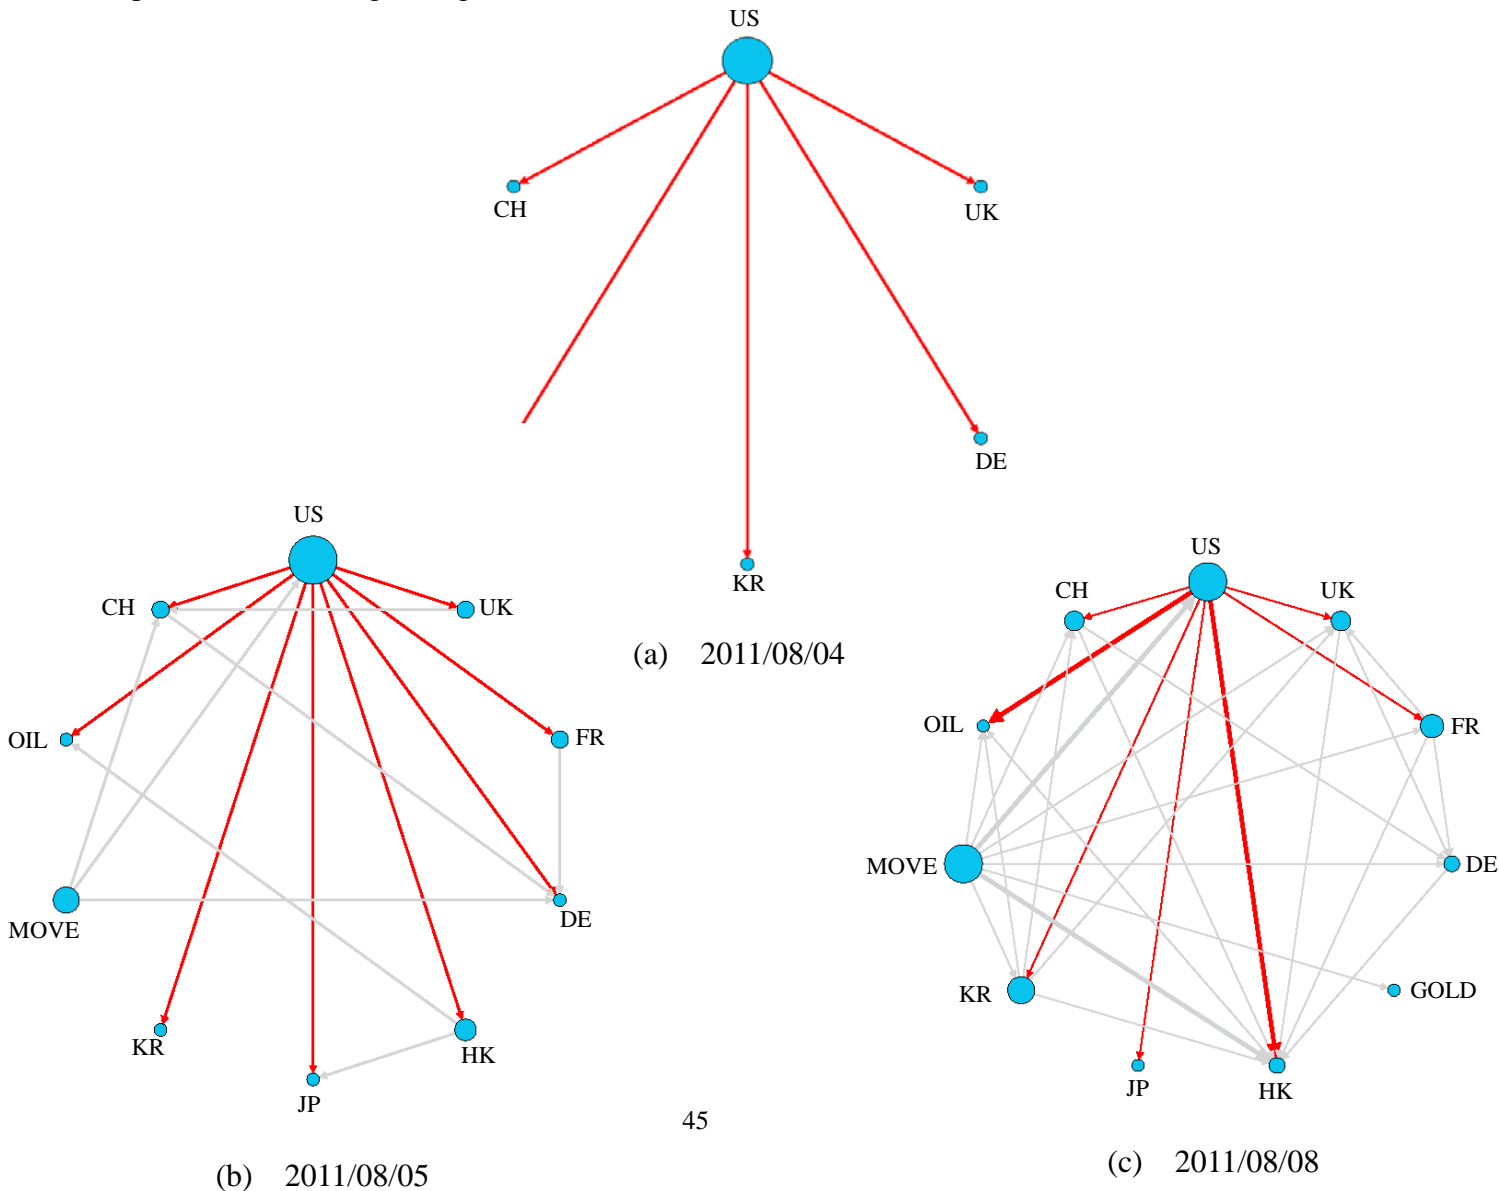 US
CH
UK
DE
KR
(a) 2011/08/04
US
CH
UK
OIL
FR
MOVE
DE
KR
HK
JP
(b) 2011/08/05
US
CH
UK
OIL
FR
MOVE
DE
KR
GOLD
JP
HK
(c) 2011/08/08
45